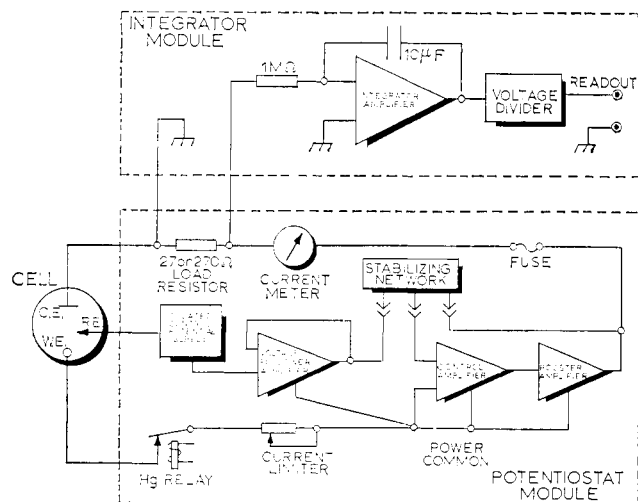 INTEGRATOR
MODULE
1MΩ
10μF
INTEGRATOR
AMPLIFIER
VOLTAGE
DIVIDER
READOUT
27 or 270Ω
LOAD
RESISTOR
CURRENT
METER
FUSE
STABILIZING
NETWORK
CELL
C.E.
RE
W.E.
CONTROL
AMPLIFIER
BOOSTER
AMPLIFIER
Hg RELAY
CURRENT
LIMITER
POWER
COMMON
POTENTIOSTAT
MODULE